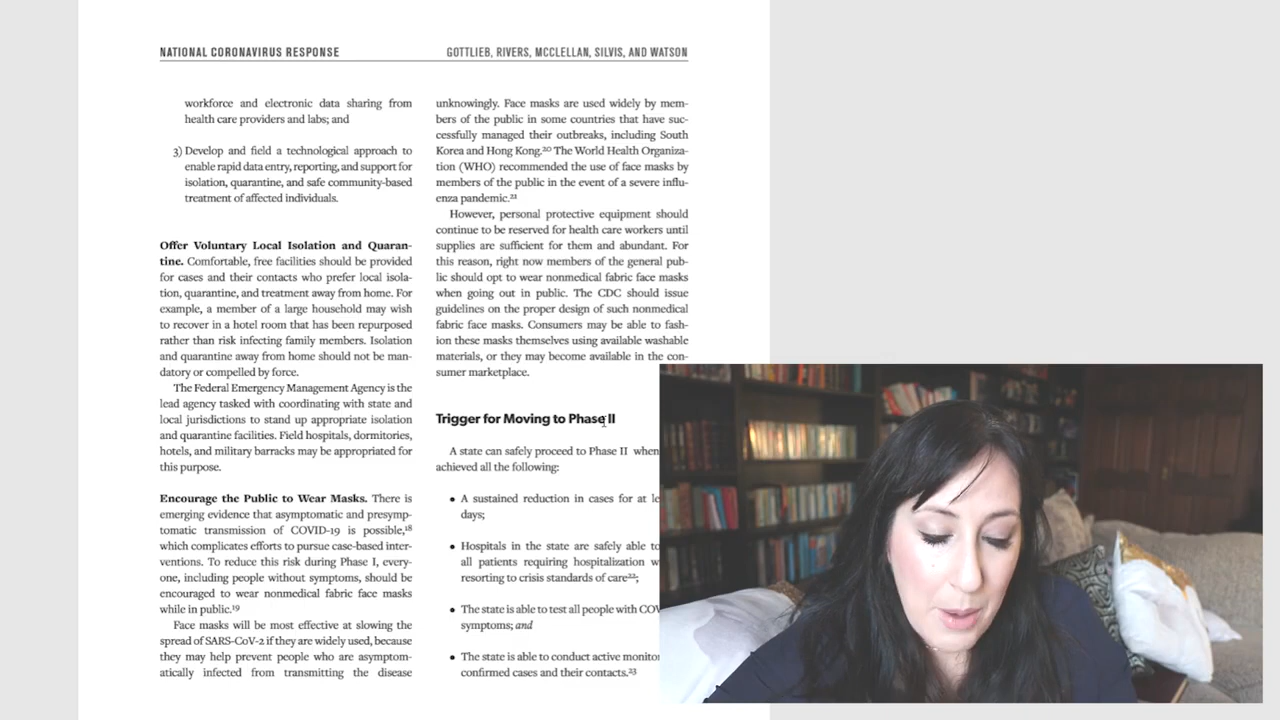 NATIONAL CORONAVIRUS RESPONSE
GOTTLIEB, RIVERS, MCCLELLAN, SILVIS, AND WATSON
workforce and electronic data sharing from
health care providers and labs; and
3) Develop and field a technological approach to
enable rapid data entry, reporting, and support for
isolation, quarantine, and safe community-based
treatment of affected individuals.
Offer Voluntary Local Isolation and Quaran-
tine. Comfortable, free facilities should be provided
for cases and their contacts who prefer local isola-
tion, quarantine, and treatment away from home. For
example, a member of a large household may wish
to recover in a hotel room that has been repurposed
rather than risk infecting family members. Isolation
and quarantine away from home should not be man-
datory or compelled by force.
The Federal Emergency Management Agency is the
lead agency tasked with coordinating with state and
local jurisdictions to stand up appropriate isolation
and quarantine facilities. Field hospitals, dormitories,
hotels, and military barracks may be appropriated for
this purpose.
Encourage the Public to Wear Masks. There is
emerging evidence that asymptomatic and presymp-
tomatic transmission of COVID-19 is possible,18
which complicates efforts to pursue case-based inter-
ventions. To reduce this risk during Phase I, every-
one, including people without symptoms, should be
encouraged to wear nonmedical fabric face masks
while in public.19
Face masks will be most effective at slowing the
spread of SARS-CoV-2 if they are widely used, because
they may help prevent people who are asymptom-
atically infected from transmitting the disease
unknowingly. Face masks are used widely by mem-
bers of the public in some countries that have suc-
cessfully managed their outbreaks, including South
Korea and Hong Kong.20 The World Health Organiza-
tion (WHO) recommended the use of face masks by
members of the public in the event of a severe influ-
enza pandemic.21
However, personal protective equipment should
continue to be reserved for health care workers until
supplies are sufficient for them and abundant. For
this reason, right now members of the general pub-
lic should opt to wear nonmedical fabric face masks
when going out in public. The CDC should issue
guidelines on the proper design of such nonmedical
fabric face masks. Consumers may be able to fash-
ion these masks themselves using available washable
materials, or they may become available in the con-
sumer marketplace.
Trigger for Moving to Phase II
A state can safely proceed to Phase II when
achieved all the following:
• A sustained reduction in cases for at
days;
• Hospitals in the state are safely able to
all patients requiring hospitalization
resorting to crisis standards of care22;
• The state is able to test all people with
symptoms; and
• The state is able to conduct active
confirmed cases and their contacts.23